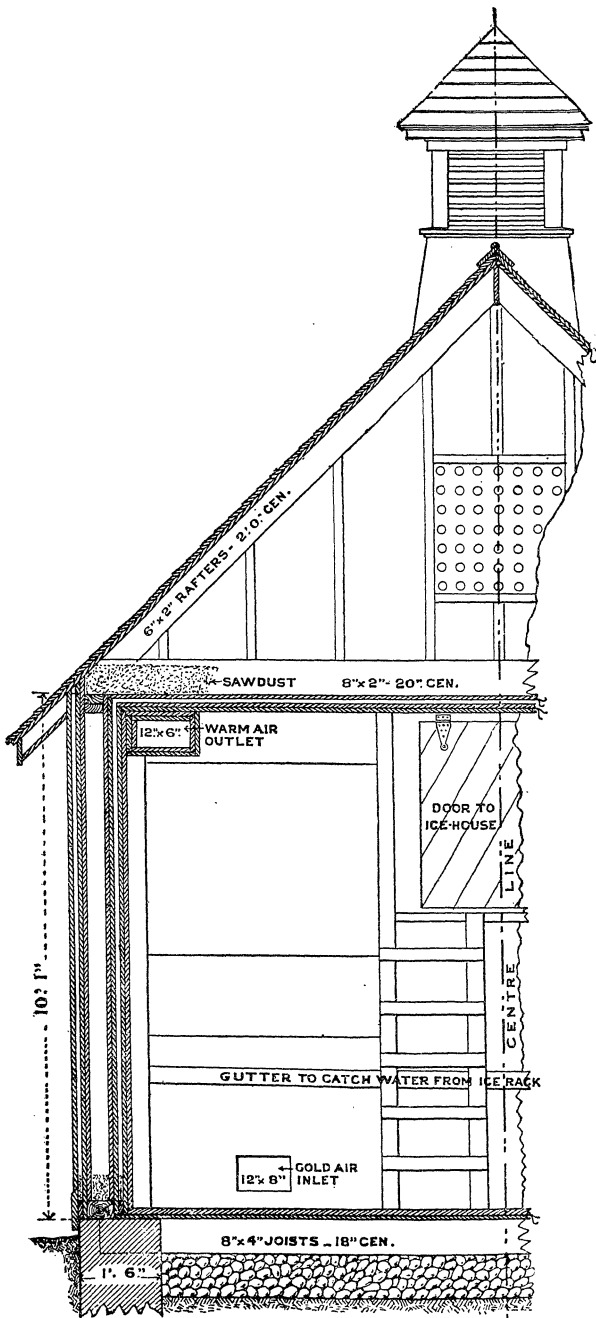 6"x2" RAFTERS - 2'.0" CEN.
SAWDUST 8"x2" - 20" CEN.
12"x6" WARM AIR
OUTLET
DOOR TO
ICE-HOUSE
CENTRE LINE
10'.1"
GUTTER TO CATCH WATER FROM ICE RACK
12"x8" COLD AIR
INLET
8"x4" JOISTS - 18" CEN.
1'. 6"